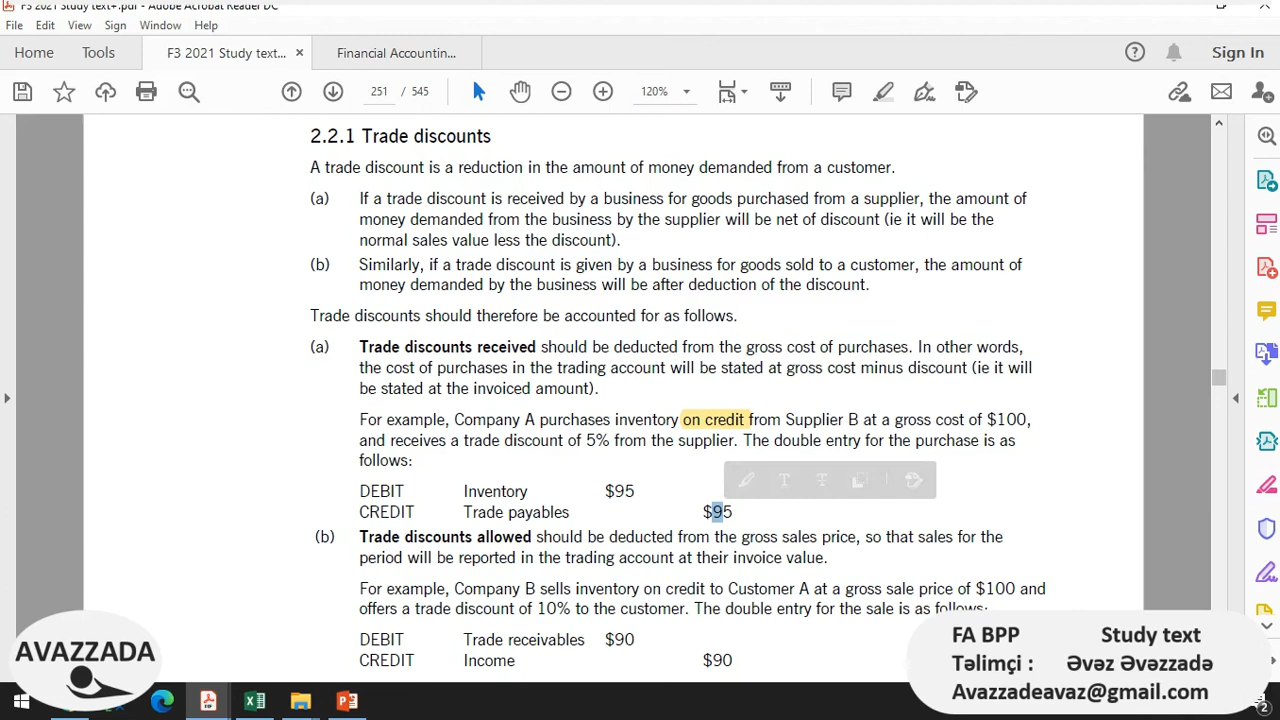 F3 2021 Study text+.pdf - Adobe Acrobat Reader DC
File Edit View Sign Window Help
Home Tools F3 2021 Study text... × Financial Accountin... Sign In
251 / 545 120%
2.2.1 Trade discounts
A trade discount is a reduction in the amount of money demanded from a customer.
(a) If a trade discount is received by a business for goods purchased from a supplier, the amount of
money demanded from the business by the supplier will be net of discount (ie it will be the
normal sales value less the discount).
(b) Similarly, if a trade discount is given by a business for goods sold to a customer, the amount of
money demanded by the business will be after deduction of the discount.
Trade discounts should therefore be accounted for as follows.
(a) Trade discounts received should be deducted from the gross cost of purchases. In other words,
the cost of purchases in the trading account will be stated at gross cost minus discount (ie it will
be stated at the invoiced amount).
For example, Company A purchases inventory on credit from Supplier B at a gross cost of $100,
and receives a trade discount of 5% from the supplier. The double entry for the purchase is as
follows:
DEBIT Inventory $95
CREDIT Trade payables $95
(b) Trade discounts allowed should be deducted from the gross sales price, so that sales for the
period will be reported in the trading account at their invoice value.
For example, Company B sells inventory on credit to Customer A at a gross sale price of $100 and
offers a trade discount of 10% to the customer. The double entry for the sale is as follows:
DEBIT Trade receivables $90
CREDIT Income $90
AVAZZADA
FA BPP Study text
Təlimçi : Əvəz Əvəzzadə
Avazzadeavaz@gmail.com
2